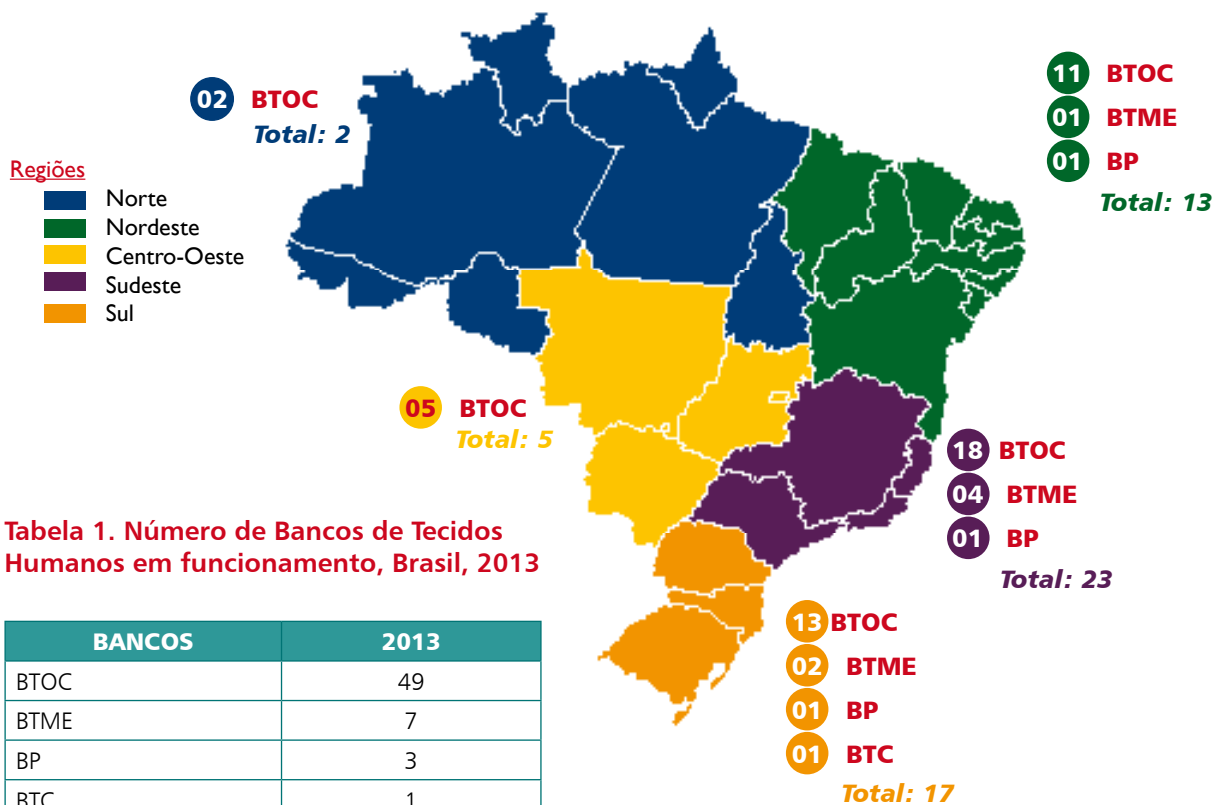 02 BTOC
Total: 2
11 BTOC
01 BTME
01 BP
Total: 13
Regiões
Norte
Nordeste
Centro-Oeste
Sudeste
Sul
05 BTOC
Total: 5
18 BTOC
04 BTME
01 BP
Total: 23
Tabela 1. Número de Bancos de Tecidos
Humanos em funcionamento, Brasil, 2013
BANCOS 2013
BTOC 49
BTME 7
BP 3
BTC 1
13 BTOC
02 BTME
01 BP
01 BTC
Total: 17